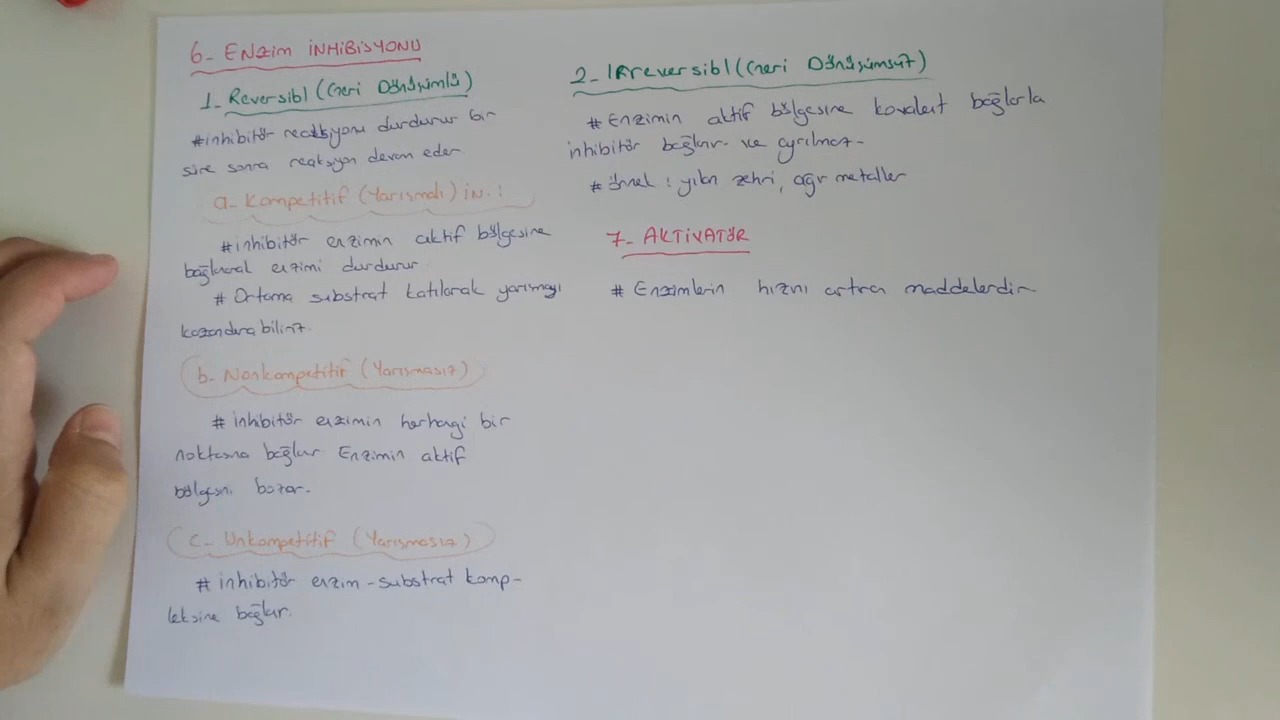 6- ENZİM İNHİBİSYONU
1- Reversibl (Geri Dönüşümlü)
#inhibitör reaksiyonu durdurur bir
süre sonra reaksiyon devam eder
a- Kompetitif (Yarışmalı) in. :
#inhibitör enzimin aktif bölgesine
bağlanarak enzimi durdurur.
# Ortama substrat katılarak yarışmayı
kazandırabiliriz.
b- Nonkompetitif (Yarışmasız)
# inhibitör enzimin herhangi bir
noktasına bağlanır Enzimin aktif
bölgesini bozar.
c- Unkompetitif (Yarışmasız)
# inhibitör enzim-substrat komp-
leksine bağlanır.
2- IRreversibl (Geri Dönüşümsüz)
# Enzimin aktif bölgesine kovalent bağlarla
inhibitör bağlanır. ve ayrılmaz-
# örnek : yılan zehri, ağır metaller
7- AKTİVATÖR
# Enzimlerin hızını artıran maddelerdir